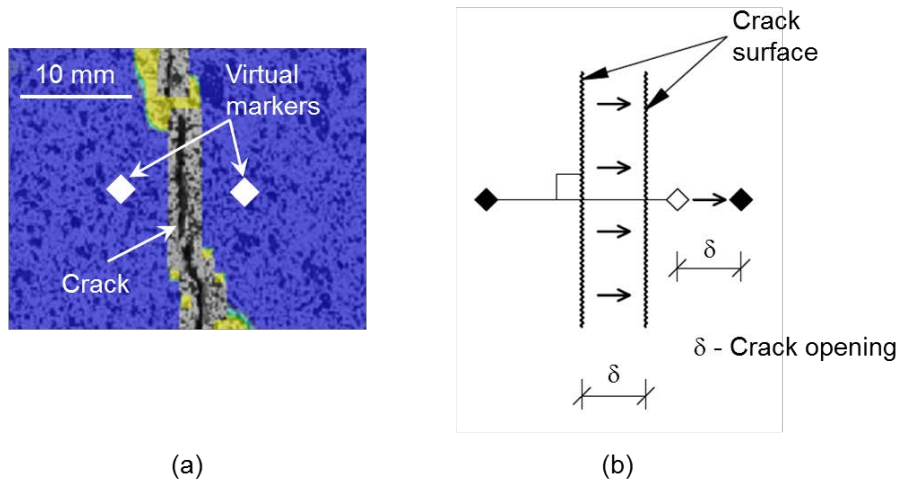 10 mm
Virtual
markers
Crack
(a)
Crack
surface
δ
δ - Crack opening
δ
(b)